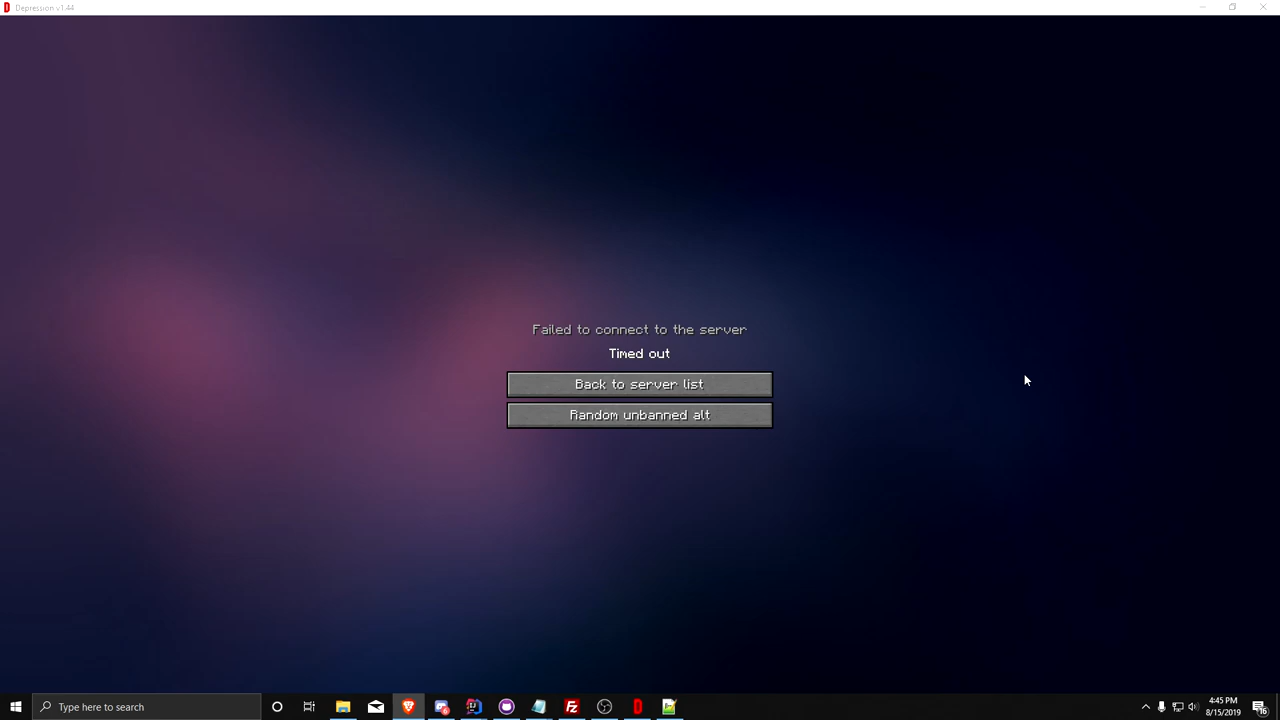 Depression v1.44
Failed to connect to the server
Timed out
Back to server list
Random unbanned alt
Type here to search
4:45 PM
8/15/2019